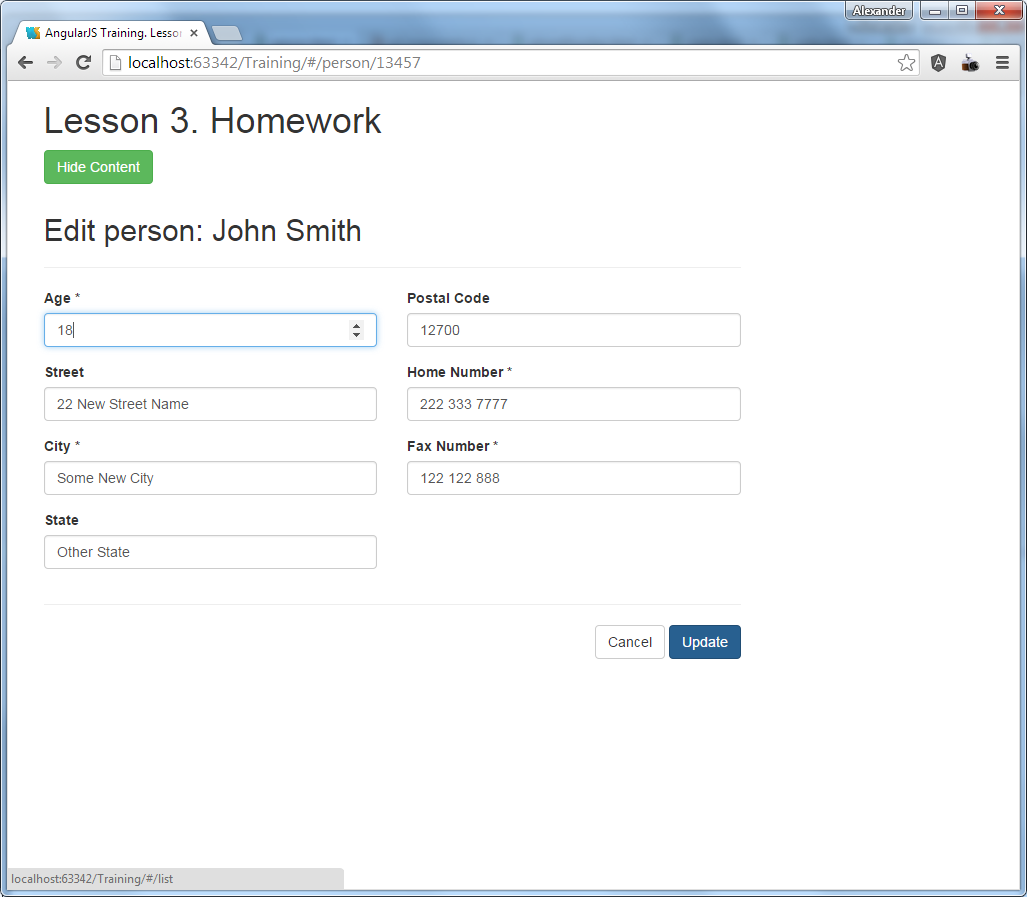 Alexander
AngularJS Training. Lesson
localhost:63342/Training/#/person/13457
Lesson 3. Homework
Hide Content
Edit person: John Smith
Age *
18
Postal Code
12700
Street
22 New Street Name
Home Number *
222 333 7777
City *
Some New City
Fax Number *
122 122 888
State
Other State
Cancel
Update
localhost:63342/Training/#/list